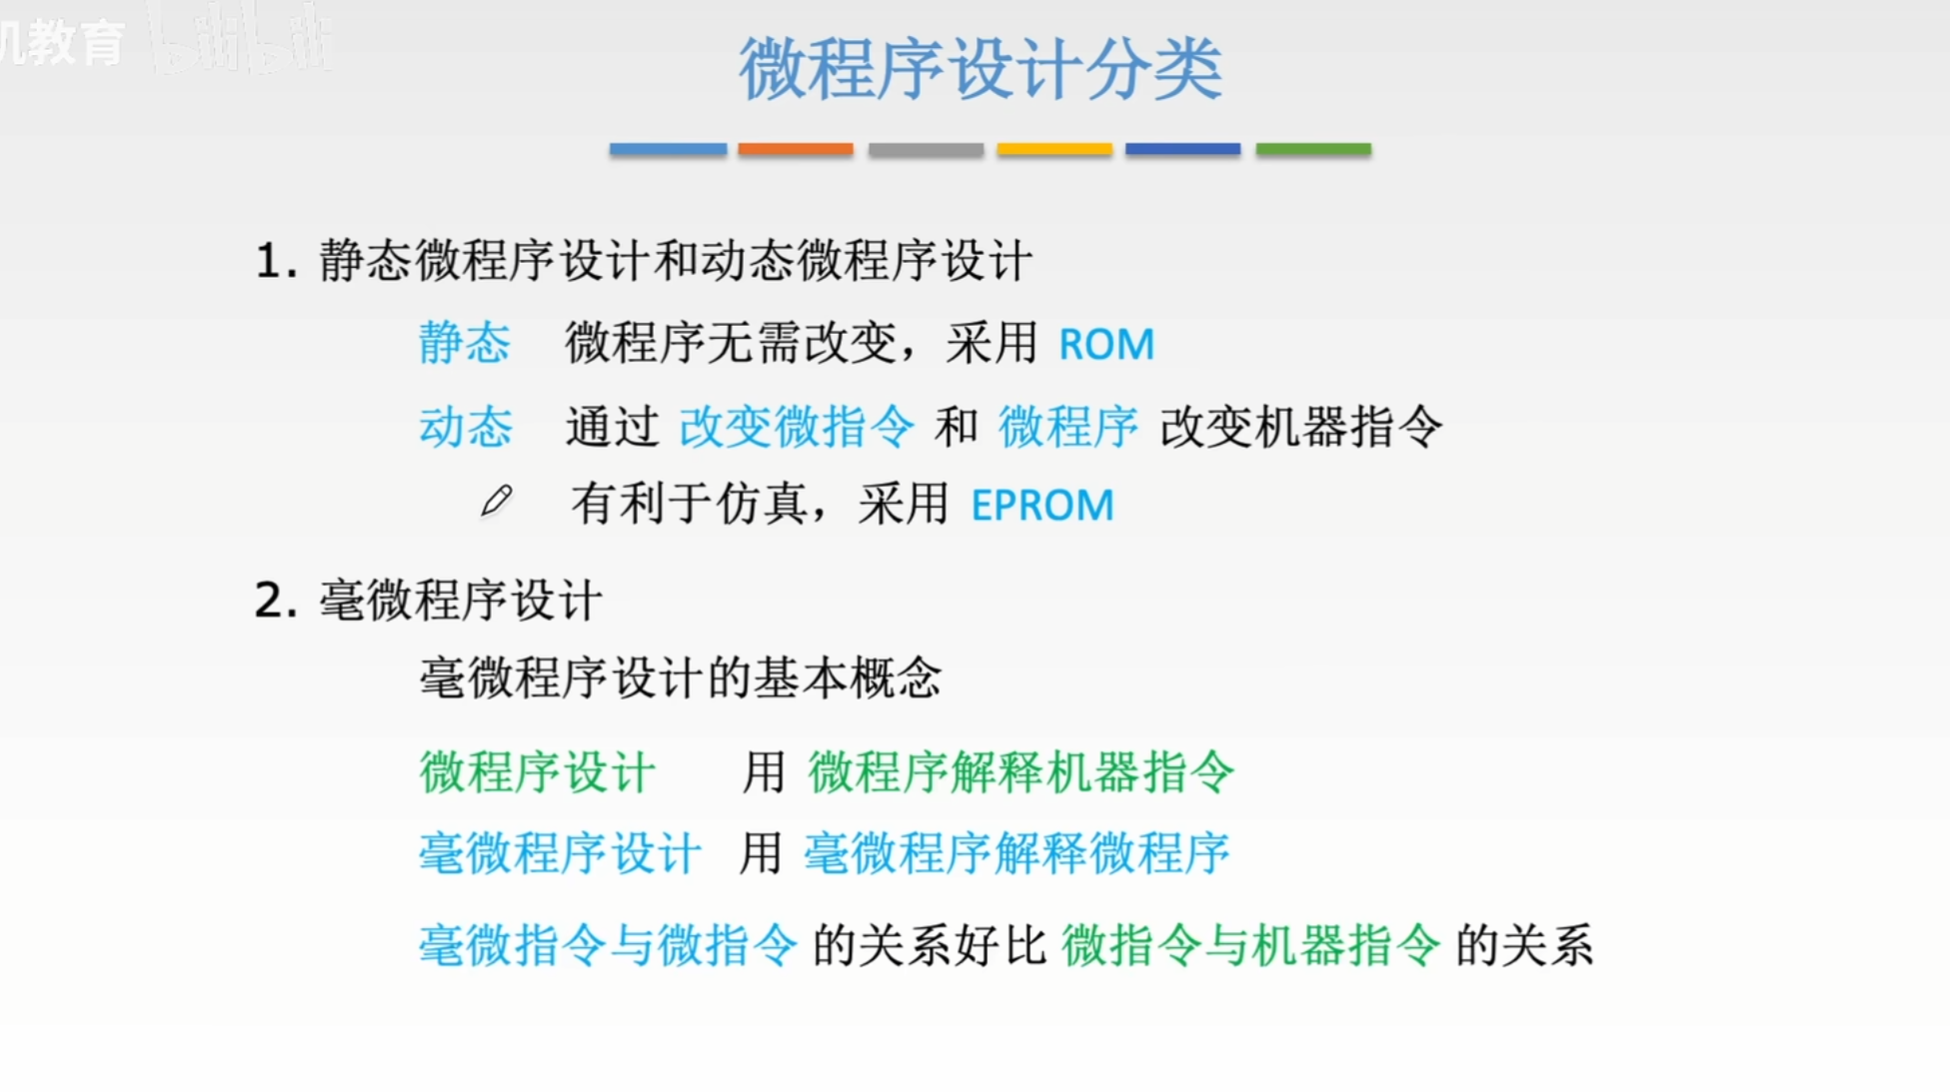 机教育 bilibili
微程序设计分类
1. 静态微程序设计和动态微程序设计
静态 微程序无需改变，采用 ROM
动态 通过 改变微指令 和 微程序 改变机器指令
有利于仿真，采用 EPROM
2. 毫微程序设计
毫微程序设计的基本概念
微程序设计 用 微程序解释机器指令
毫微程序设计 用 毫微程序解释微程序
毫微指令与微指令 的关系好比 微指令与机器指令 的关系